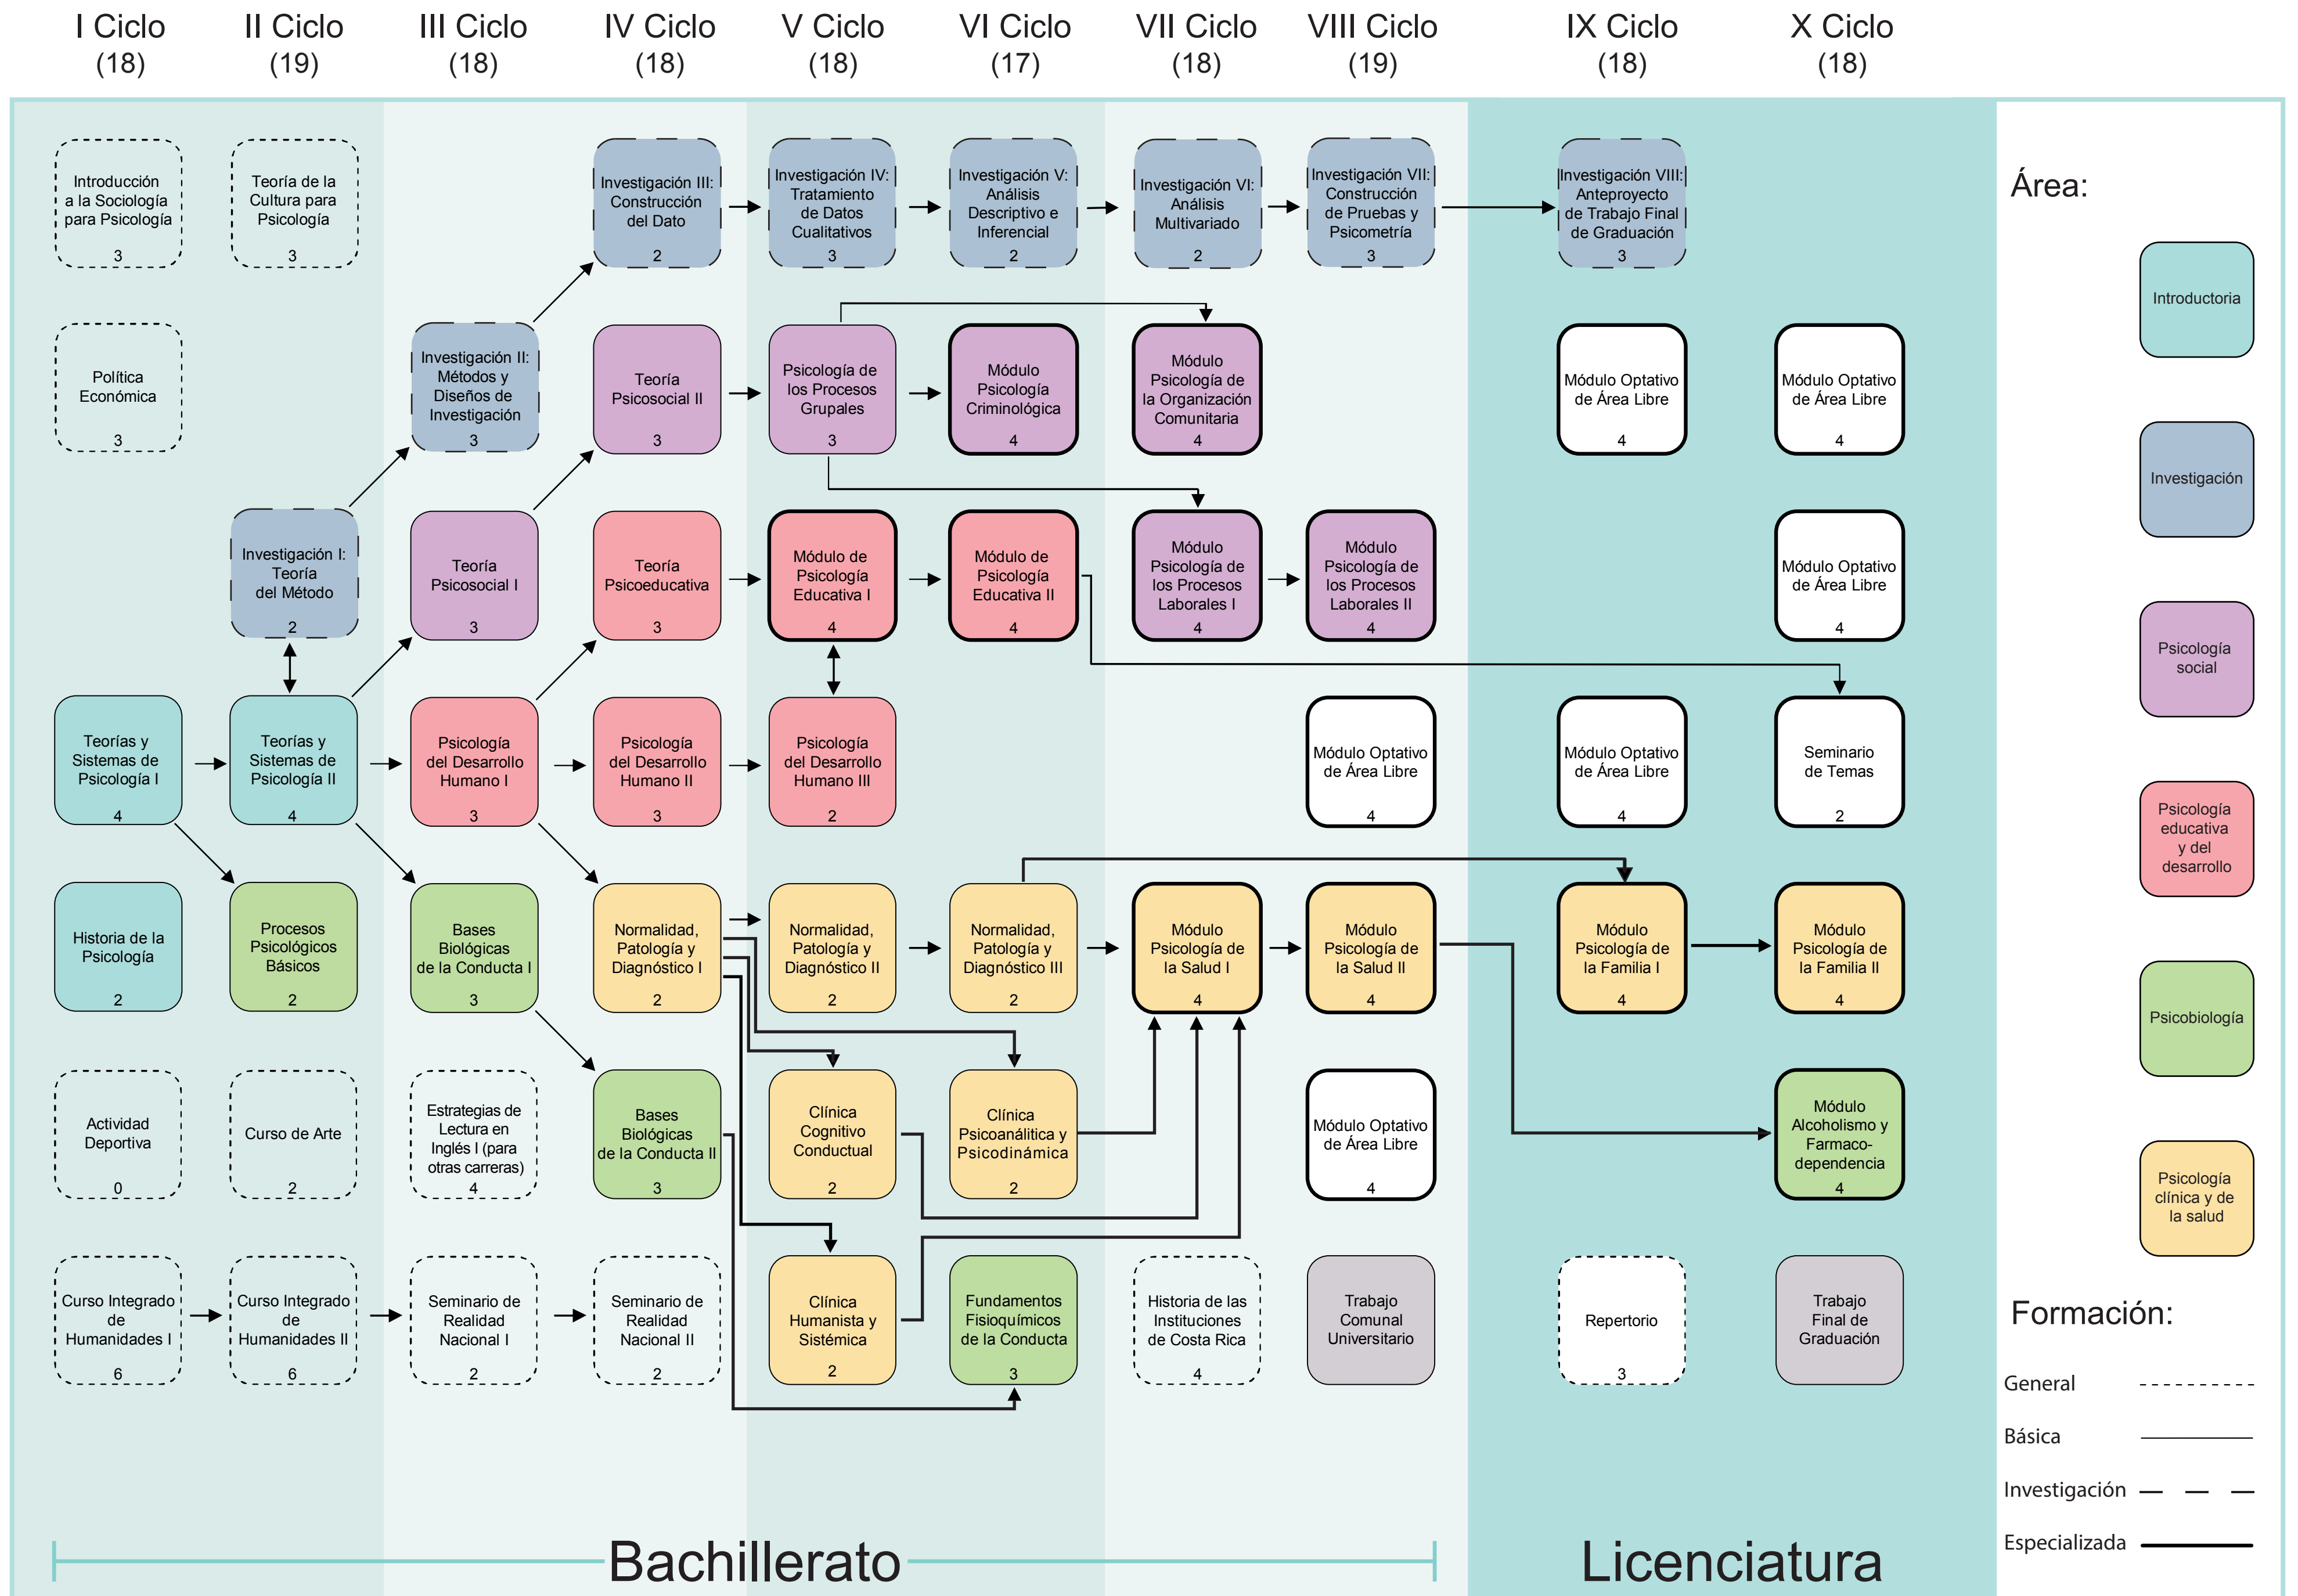 I Ciclo
(18)
II Ciclo
(19)
III Ciclo
(18)
IV Ciclo
(18)
V Ciclo
(18)
VI Ciclo
(17)
VII Ciclo
(18)
VIII Ciclo
(19)
IX Ciclo
(18)
X Ciclo
(18)
Introducción
a la Sociología
para Psicología
3
Teoría de la
Cultura para
Psicología
3
Investigación III:
Construcción
del Dato
2
Investigación IV:
Tratamiento
de Datos
Cualitativos
3
Investigación V:
Análisis
Descriptivo e
Inferencial
2
Investigación VI:
Análisis
Multivariado
2
Investigación VII:
Construcción
de Pruebas y
Psicometría
3
Investigación VIII:
Anteproyecto
de Trabajo Final
de Graduación
3
Política
Económica
3
Investigación II:
Métodos y
Diseños de
Investigación
3
Teoría
Psicosocial II
3
Psicología de
los Procesos
Grupales
3
Módulo
Psicología
Criminológica
4
Módulo
Psicología de
la Organización
Comunitaria
4
Módulo Optativo
de Área Libre
4
Módulo Optativo
de Área Libre
4
Investigación I:
Teoría
del Método
2
Teoría
Psicosocial I
3
Teoría
Psicoeducativa
3
Módulo de
Psicología
Educativa I
4
Módulo de
Psicología
Educativa II
4
Módulo
Psicología de
los Procesos
Laborales I
4
Módulo
Psicología de
los Procesos
Laborales II
4
Módulo Optativo
de Área Libre
4
Teorías y
Sistemas de
Psicología I
4
Teorías y
Sistemas de
Psicología II
4
Psicología
del Desarrollo
Humano I
3
Psicología
del Desarrollo
Humano II
3
Psicología
del Desarrollo
Humano III
2
Módulo Optativo
de Área Libre
4
Módulo Optativo
de Área Libre
4
Seminario
de Temas
2
Historia de la
Psicología
2
Procesos
Psicológicos
Básicos
2
Bases
Biológicas
de la Conducta I
3
Normalidad,
Patología y
Diagnóstico I
2
Normalidad,
Patología y
Diagnóstico II
2
Normalidad,
Patología y
Diagnóstico III
2
Módulo
Psicología de
la Salud I
4
Módulo
Psicología de
la Salud II
4
Módulo
Psicología de
la Familia I
4
Módulo
Psicología de
la Familia II
4
Actividad
Deportiva
0
Curso de Arte
2
Estrategias de
Lectura en
Inglés I (para
otras carreras)
4
Bases
Biológicas
de la Conducta II
3
Clínica
Cognitivo
Conductual
2
Clínica
Psicoanálitica y
Psicodinámica
2
Módulo Optativo
de Área Libre
4
Módulo
Alcoholismo y
Farmaco-
dependencia
4
Curso Integrado
de
Humanidades I
6
Curso Integrado
de
Humanidades II
6
Seminario de
Realidad
Nacional I
2
Seminario de
Realidad
Nacional II
2
Clínica
Humanista y
Sistémica
2
Fundamentos
Fisioquímicos
de la Conducta
3
Historia de las
Instituciones
de Costa Rica
4
Trabajo
Comunal
Universitario
Repertorio
3
Trabajo
Final de
Graduación
Bachillerato
Licenciatura
Área:
Introductoria
Investigación
Psicología
social
Psicología
educativa
y del
desarrollo
Psicobiología
Psicología
clínica y de
la salud
Formación:
General
Básica
Investigación
Especializada